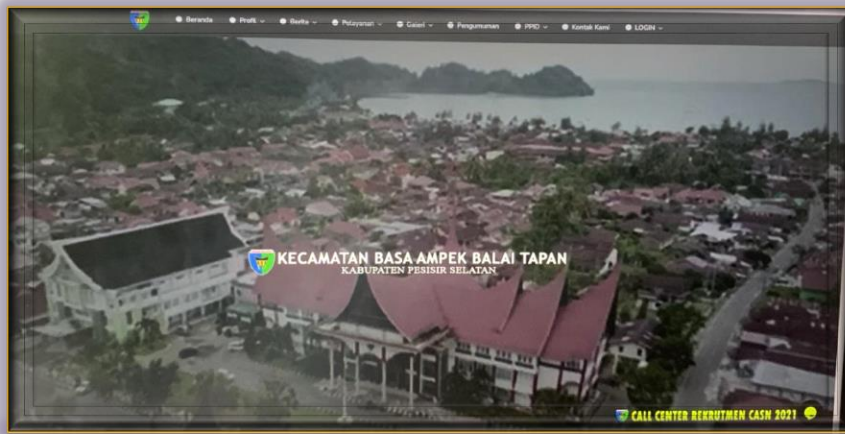 Beranda Profil Berita Pelayanan Galeri Pengumuman PPID Kontak Kami LOGIN
KECAMATAN BASA AMPEK BALAI TAPAN
KABUPATEN PESISIR SELATAN
CALL CENTER REKRUTMEN CASN 2021